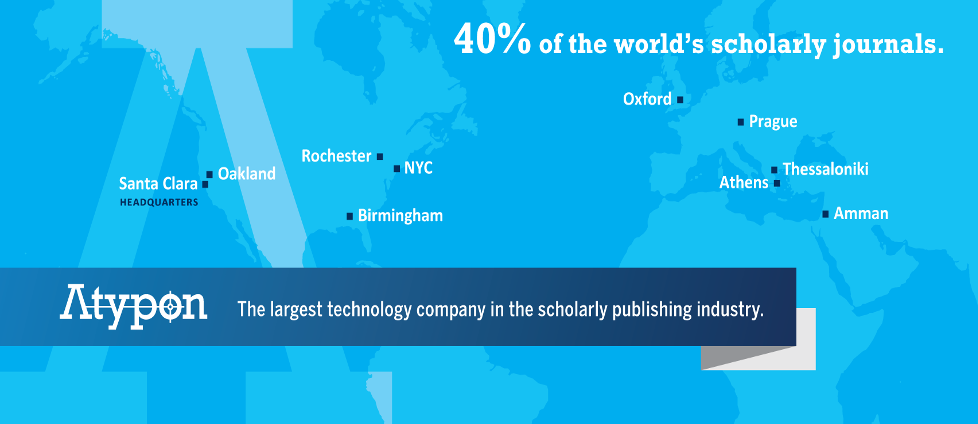 40% of the world's scholarly journals.
Oxford
Prague
Rochester
NYC
Oakland
Thessaloniki
Santa Clara
Athens
HEADQUARTERS
Birmingham
Amman
Atypon
The largest technology company in the scholarly publishing industry.